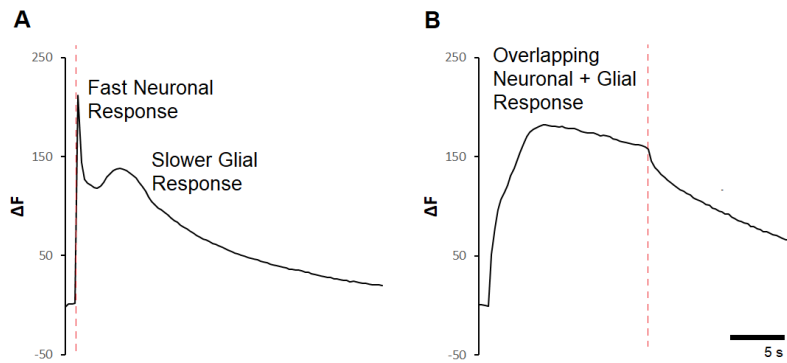 A
250
150
50
-50
ΔF
Fast Neuronal
Response
Slower Glial
Response
B
250
150
50
-50
ΔF
Overlapping
Neuronal + Glial
Response
5 s